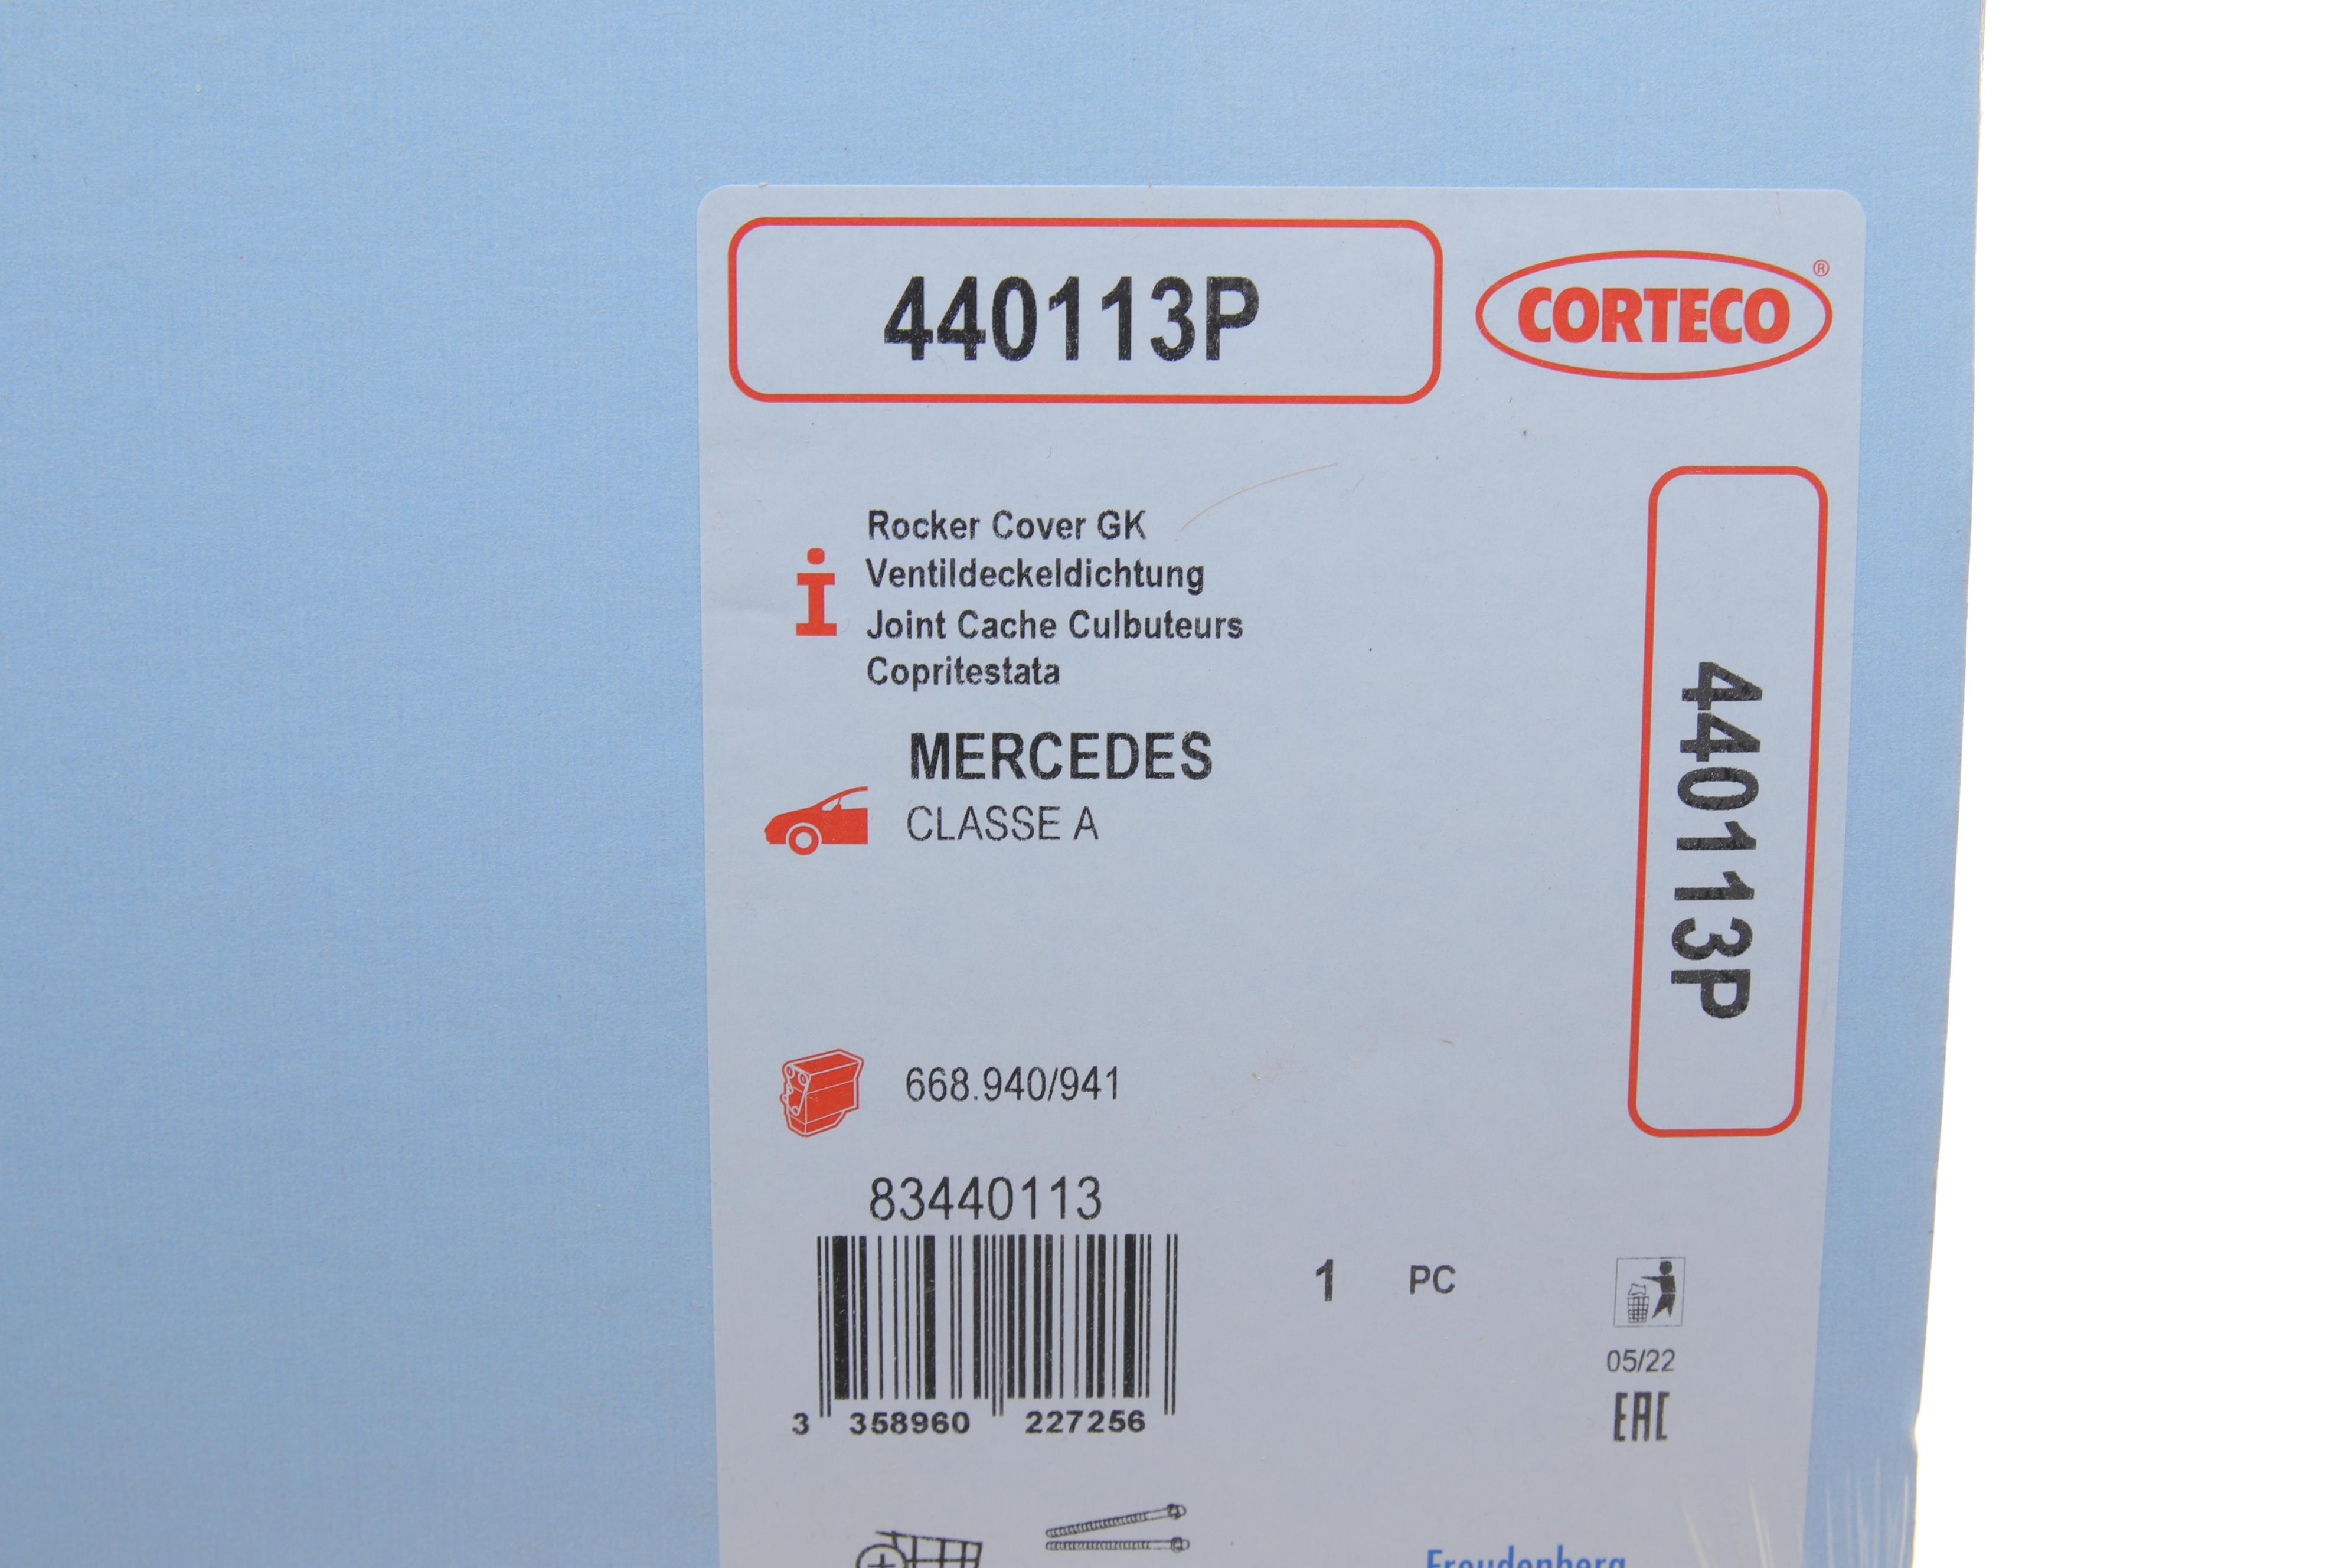 440113P
CORTECO ®
Rocker Cover GK
Ventildeckeldichtung
Joint Cache Culbuteurs
Copritestata
MERCEDES
CLASSE A
440113P
668.940/941
83440113
3 358960 227256
1 PC
05/22
EAC
Freudenberg